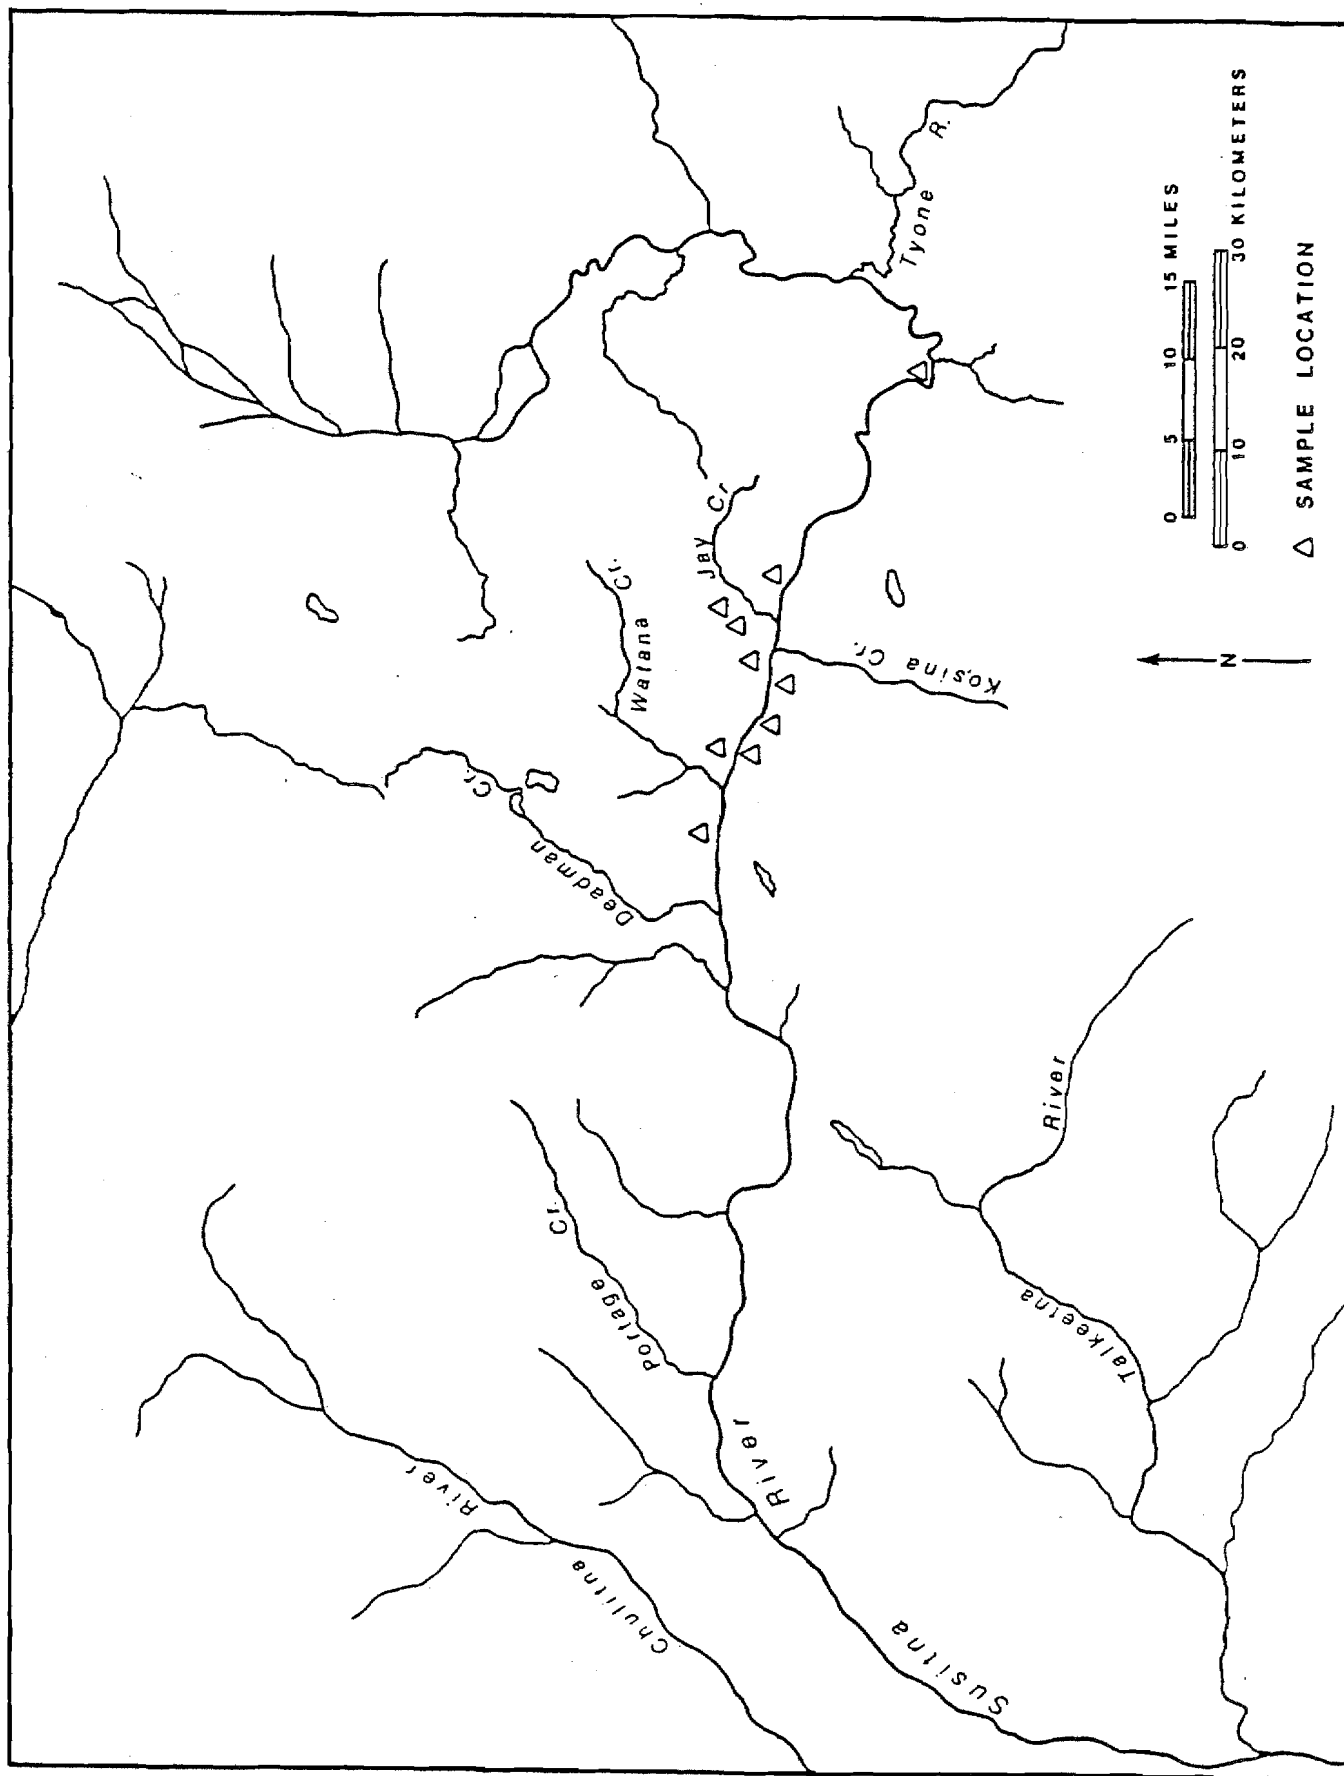 Chulitna
River
Portage
Cr.
Susitna
River
Talkeetna
River
Deadman
Cr.
Watana Cr.
Jay Cr
Kosina Cr.
Tyone R.
0 5 10 15 MILES
0 10 20 30 KILOMETERS
SAMPLE LOCATION
N